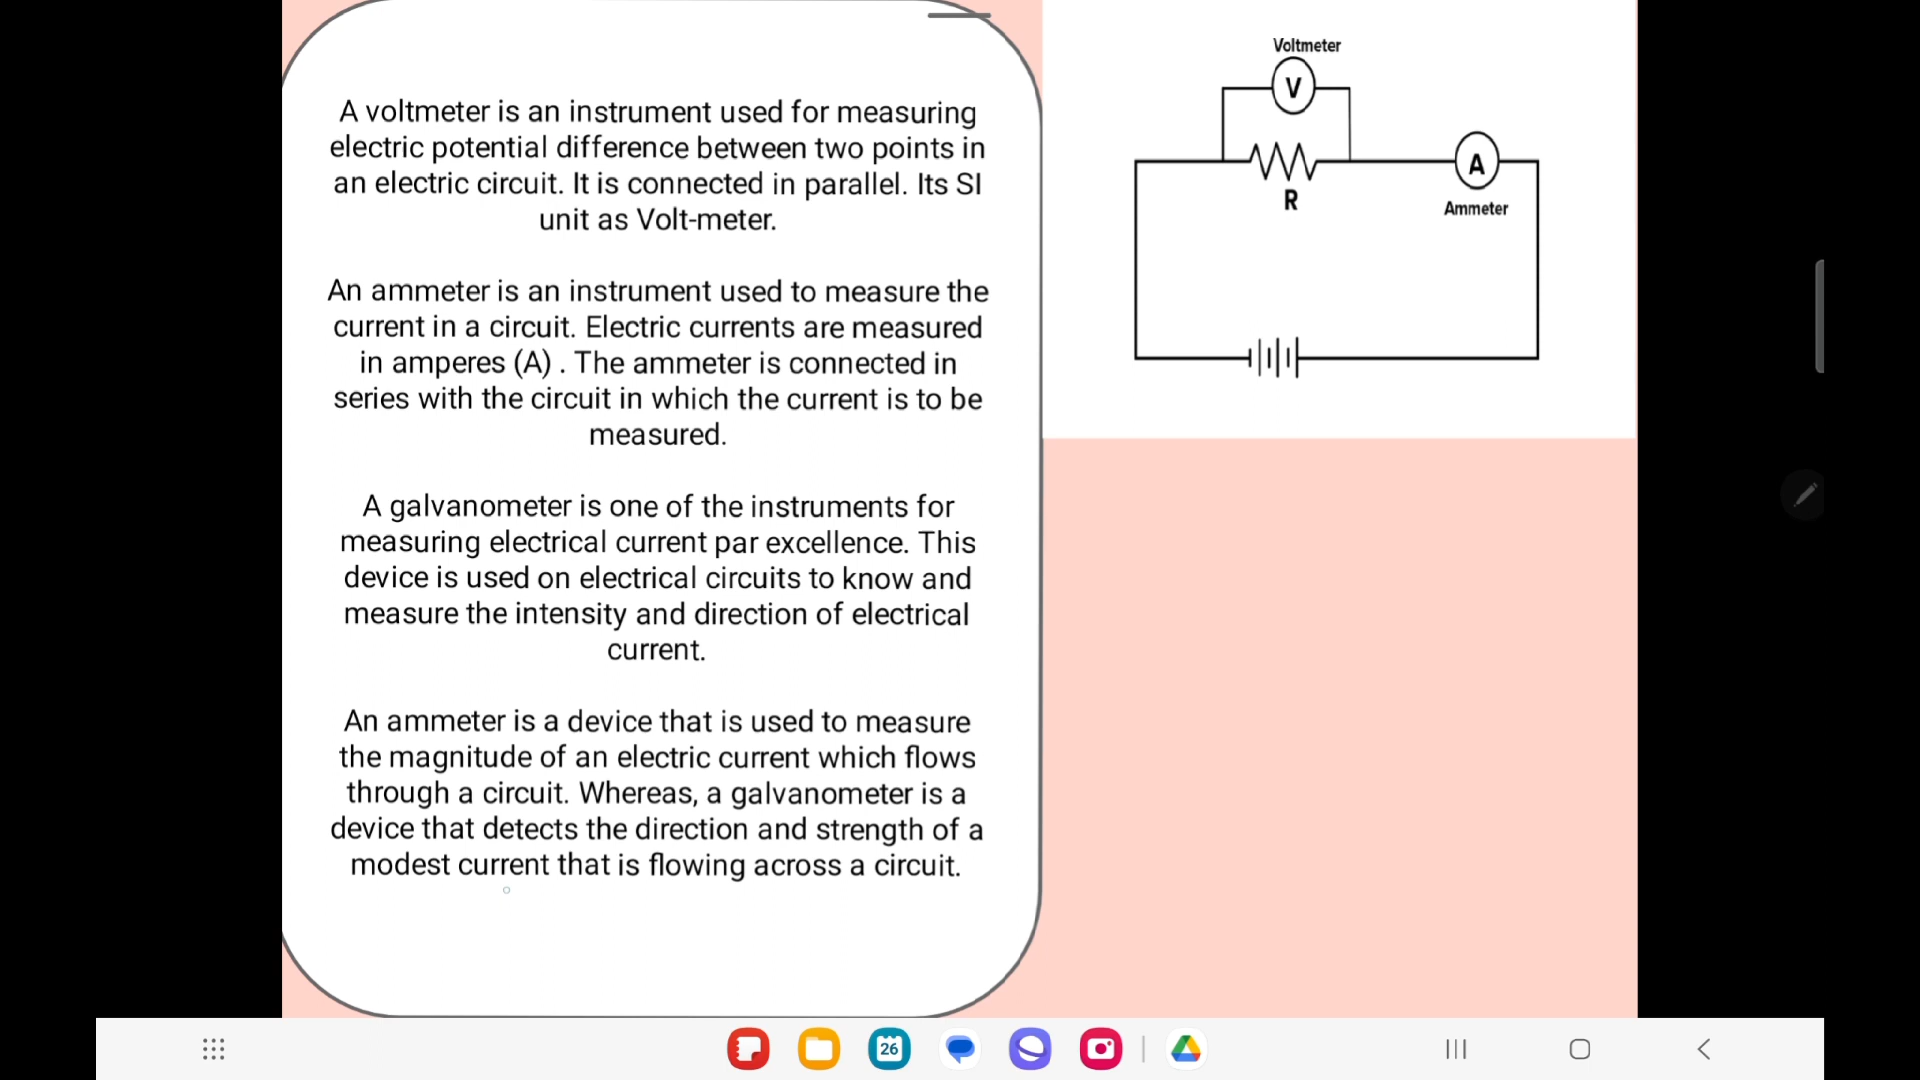 A voltmeter is an instrument used for measuring
electric potential difference between two points in
an electric circuit. It is connected in parallel. Its SI
unit as Volt-meter.
An ammeter is an instrument used to measure the
current in a circuit. Electric currents are measured
in amperes (A) . The ammeter is connected in
series with the circuit in which the current is to be
measured.
A galvanometer is one of the instruments for
measuring electrical current par excellence. This
device is used on electrical circuits to know and
measure the intensity and direction of electrical
current.
An ammeter is a device that is used to measure
the magnitude of an electric current which flows
through a circuit. Whereas, a galvanometer is a
device that detects the direction and strength of a
modest current that is flowing across a circuit.
Voltmeter
V
R
A
Ammeter
26